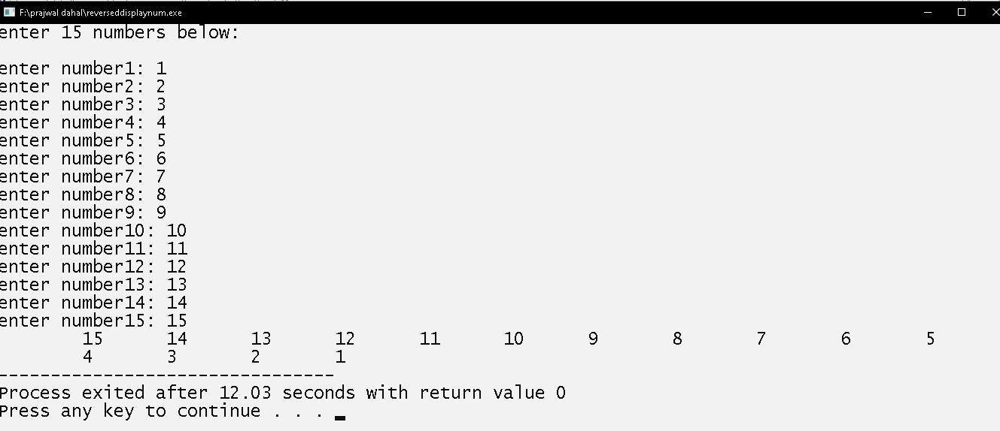 F:\prajwal dahal\reverseddisplaynum.exe
enter 15 numbers below:
enter number1: 1
enter number2: 2
enter number3: 3
enter number4: 4
enter number5: 5
enter number6: 6
enter number7: 7
enter number8: 8
enter number9: 9
enter number10: 10
enter number11: 11
enter number12: 12
enter number13: 13
enter number14: 14
enter number15: 15
15 14 13 12 11 10 9 8 7 6 5
4 3 2 1
--------------------------------
Process exited after 12.03 seconds with return value 0
Press any key to continue . . .